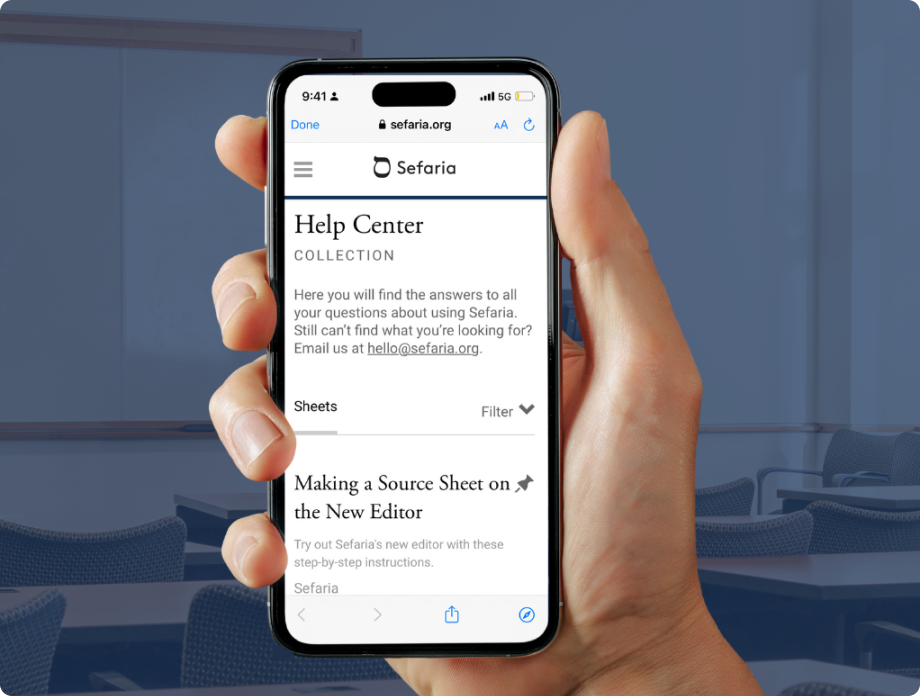 9:41
5G
Done
sefaria.org
AA
Sefaria
Help Center
COLLECTION
Here you will find the answers to all
your questions about using Sefaria.
Still can't find what you're looking for?
Email us at hello@sefaria.org.
Sheets
Filter
Making a Source Sheet on
the New Editor
Try out Sefaria's new editor with these
step-by-step instructions.
Sefaria